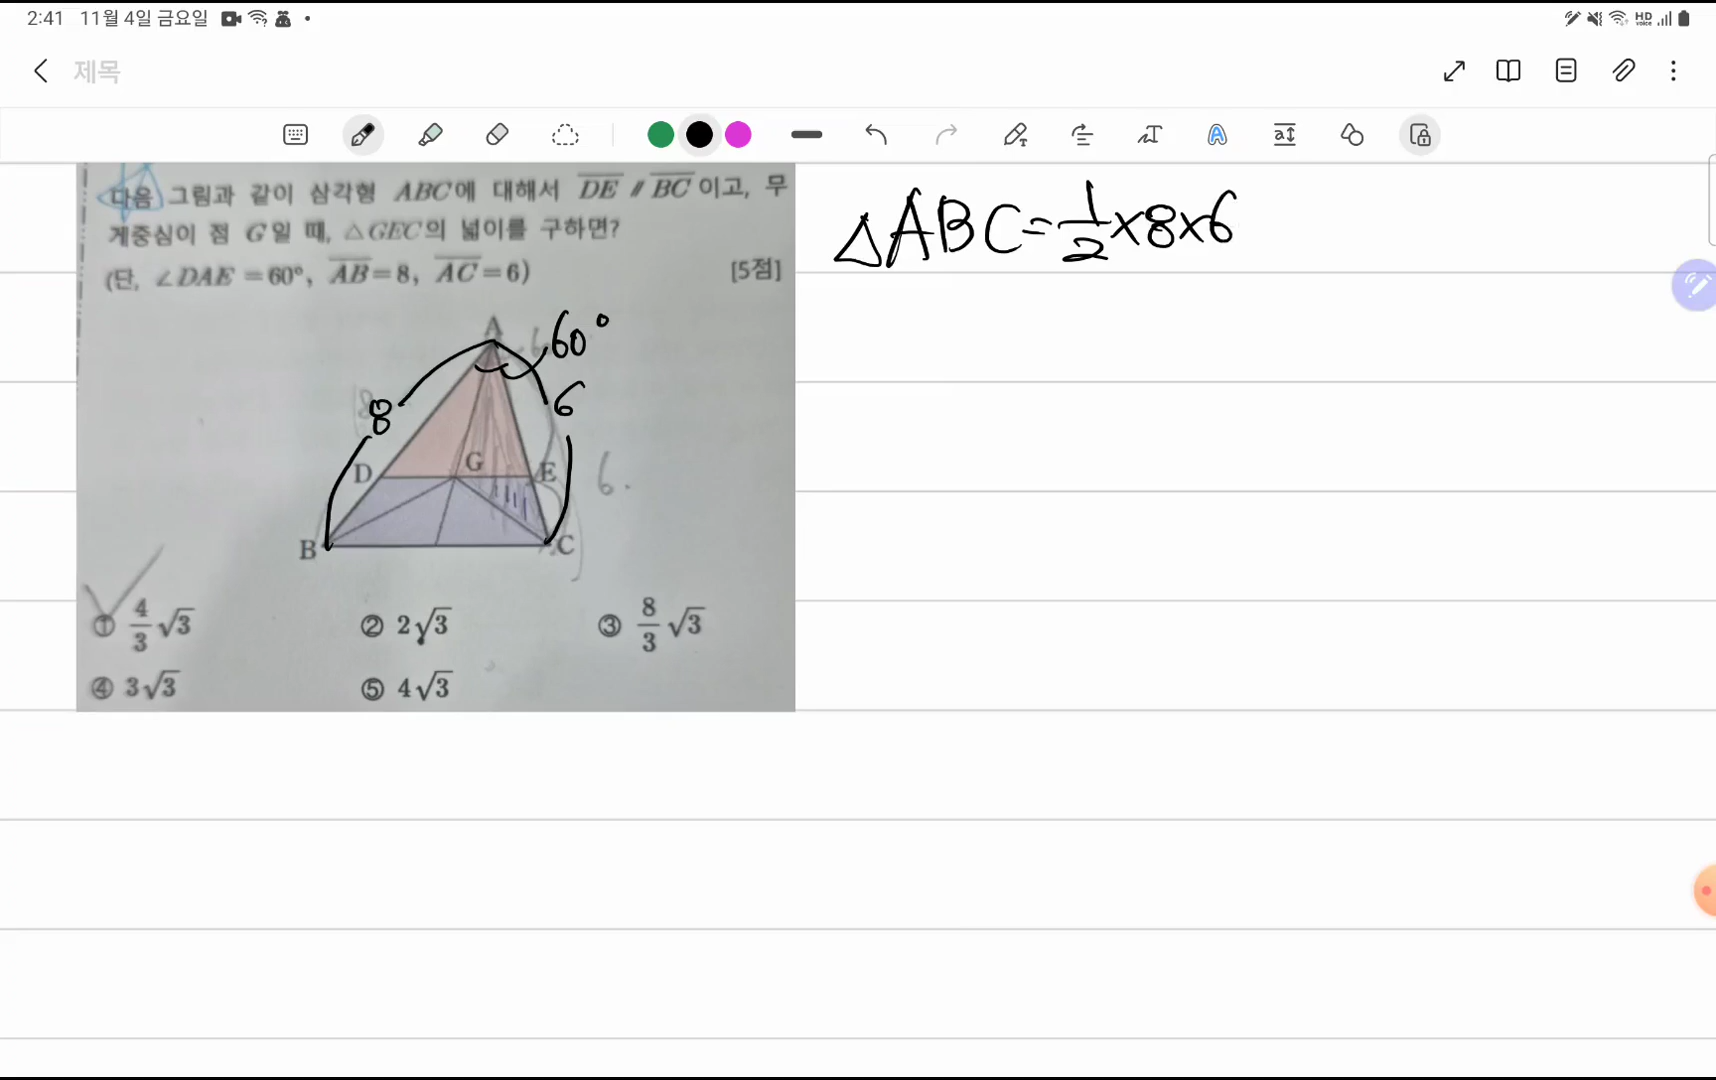 2:41 11월 4일 금요일
HD voice
제목
다음 그림과 같이 삼각형 ABC에 대해서 DE // BC이고, 무
게중심이 점 G일 때, △GEC의 넓이를 구하면?
(단, ∠DAE = 60°, AB = 8, AC = 6) [5점]
△ABC = 1/2 × 8 × 6
A
60°
8
6
D
G
E
6.
B
C
① 4/3 √3 ② 2√3 ③ 8/3 √3
④ 3√3 ⑤ 4√3